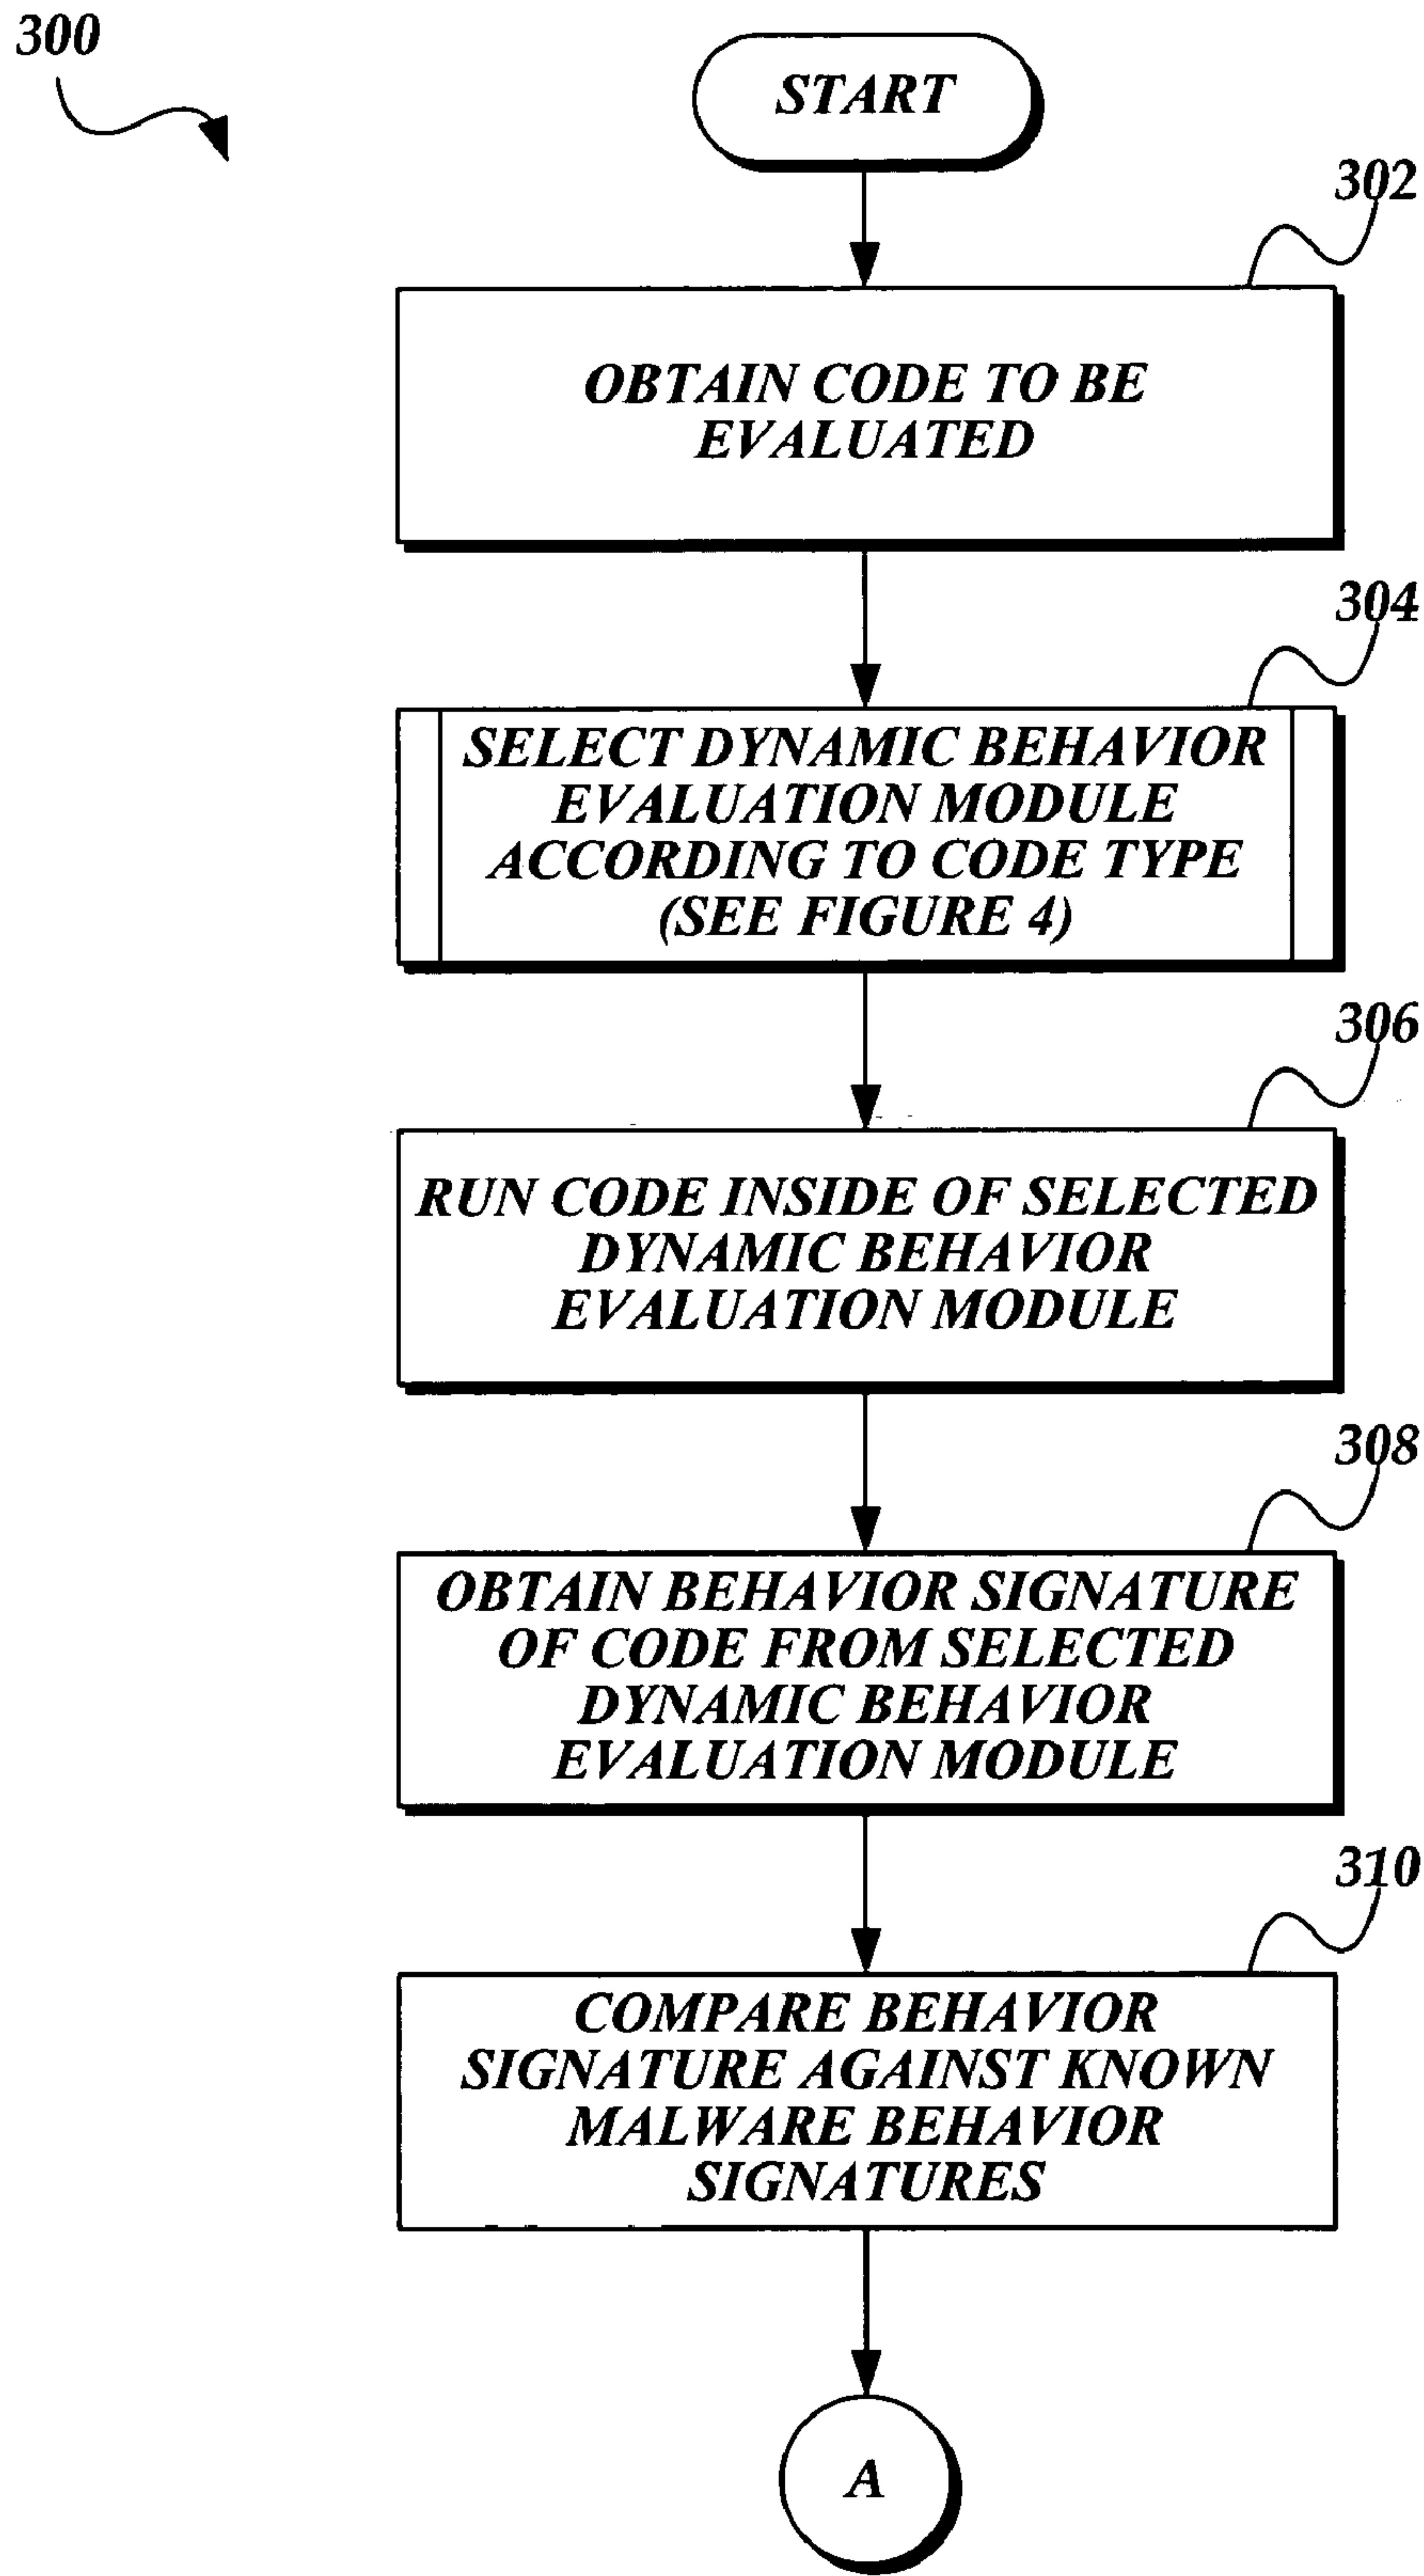 300
START
302
OBTAIN CODE TO BE
EVALUATED
304
SELECT DYNAMIC BEHAVIOR
EVALUATION MODULE
ACCORDING TO CODE TYPE
(SEE FIGURE 4)
306
RUN CODE INSIDE OF SELECTED
DYNAMIC BEHAVIOR
EVALUATION MODULE
308
OBTAIN BEHAVIOR SIGNATURE
OF CODE FROM SELECTED
DYNAMIC BEHAVIOR
EVALUATION MODULE
310
COMPARE BEHAVIOR
SIGNATURE AGAINST KNOWN
MALWARE BEHAVIOR
SIGNATURES
A